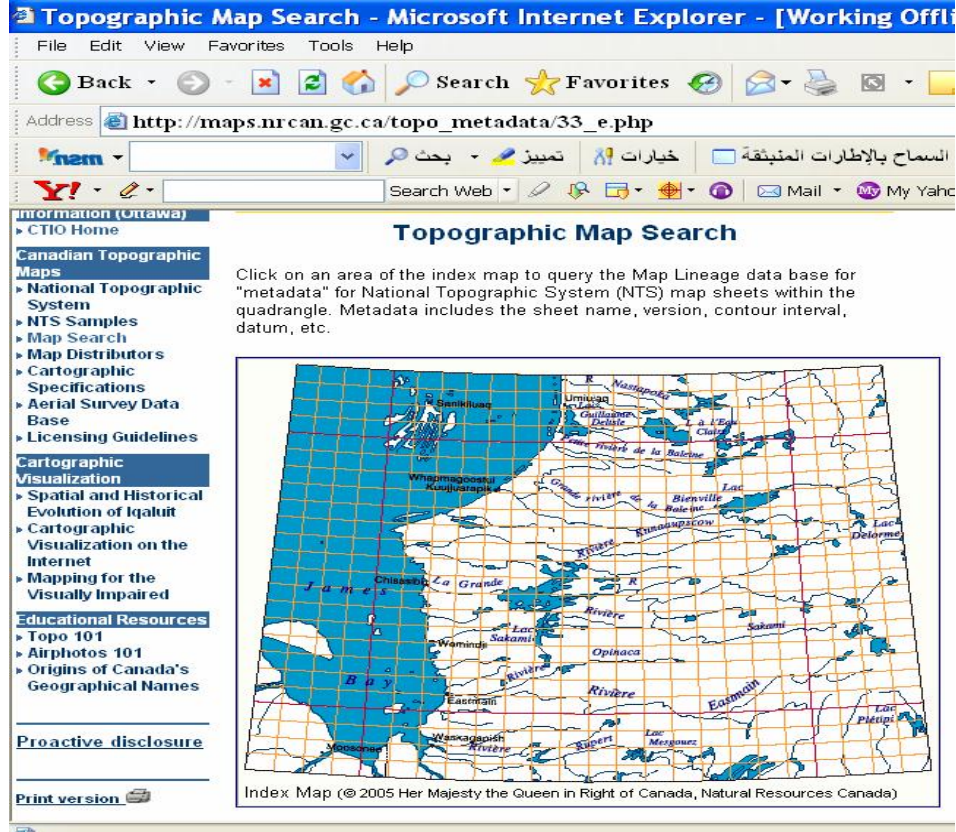 Topographic Map Search - Microsoft Internet Explorer - [Working Offli
File Edit View Favorites Tools Help
Back Search Favorites
Address http://maps.nrcan.gc.ca/topo_metadata/33_e.php
بحث تمييز خيارات السماح بالإطارات المنبثقة
Y! Search Web Mail My Yaho
Information (Ottawa)
CTIO Home
Canadian Topographic
Maps
National Topographic
System
NTS Samples
Map Search
Map Distributors
Cartographic
Specifications
Aerial Survey Data
Base
Licensing Guidelines
Cartographic
Visualization
Spatial and Historical
Evolution of Iqaluit
Cartographic
Visualization on the
Internet
Mapping for the
Visually Impaired
Educational Resources
Topo 101
Airphotos 101
Origins of Canada's
Geographical Names
Proactive disclosure
Print version
Topographic Map Search
Click on an area of the index map to query the Map Lineage data base for
"metadata" for National Topographic System (NTS) map sheets within the
quadrangle. Metadata includes the sheet name, version, contour interval,
datum, etc.
R Nastapoka
Sanikiluaq
Umiujaq
Lac
Guillaume
Delisle
à l'Eau
Claire
Petite rivière de la Baleine
Whapmagoostui
Kuujjuarapik
Grande rivière de la Baleine
Lac
Bienville
Rivière Kanaaupscow
Lac
Delorme
Chisasibi
La Grande R
James
Rivière
Sakami
Lac
Sakami
Wemindji
Opinaca
Rivière
Bay
Rivière
Eastmain
Eastmain
Lac
Plétipi
Waskaganish
Moosonee
Rivière Rupert
Lac
Mesgouez
Index Map (© 2005 Her Majesty the Queen in Right of Canada, Natural Resources Canada)